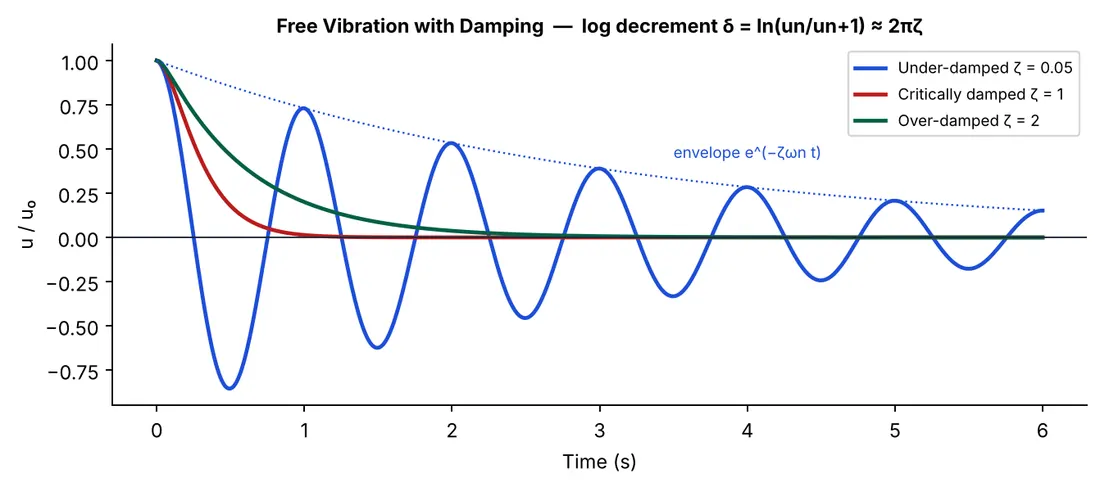 Free Vibration with Damping — log decrement δ = ln(un/un+1) ≈ 2πζ
Under-damped ζ = 0.05
Critically damped ζ = 1
Over-damped ζ = 2
envelope e^(−ζωn t)
u / u₀
1.00
0.75
0.50
0.25
0.00
−0.25
−0.50
−0.75
0 1 2 3 4 5 6
Time (s)